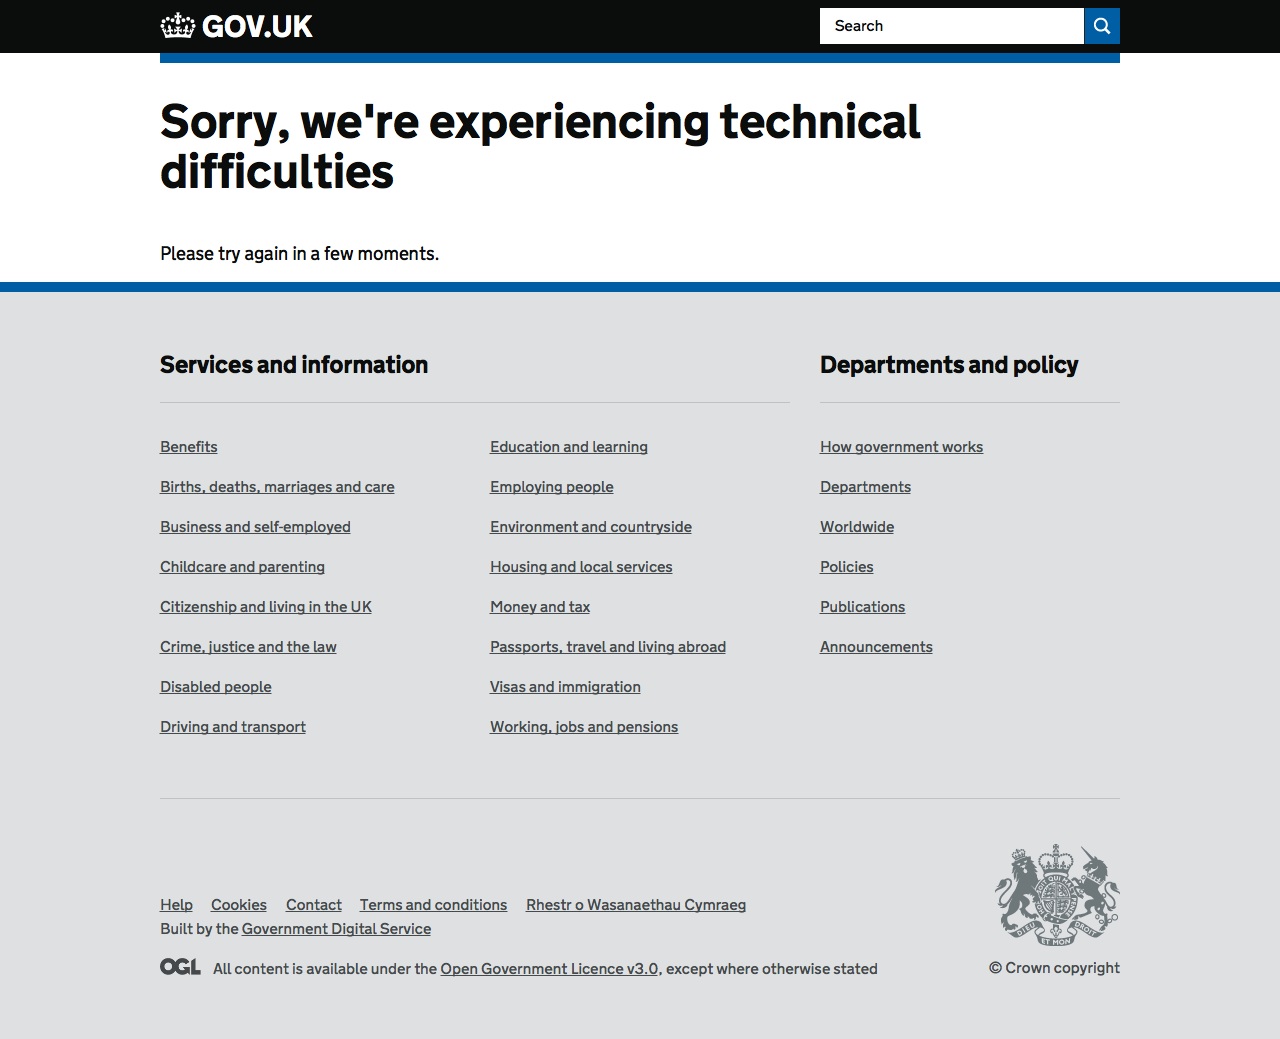 GOV.UK
Search
Sorry, we're experiencing technical
difficulties
Please try again in a few moments.
Services and information
Benefits
Births, deaths, marriages and care
Business and self-employed
Childcare and parenting
Citizenship and living in the UK
Crime, justice and the law
Disabled people
Driving and transport
Education and learning
Employing people
Environment and countryside
Housing and local services
Money and tax
Passports, travel and living abroad
Visas and immigration
Working, jobs and pensions
Departments and policy
How government works
Departments
Worldwide
Policies
Publications
Announcements
Help Cookies Contact Terms and conditions Rhestr o Wasanaethau Cymraeg
Built by the Government Digital Service
OGL All content is available under the Open Government Licence v3.0, except where otherwise stated
DIEU ET MON DROIT
© Crown copyright